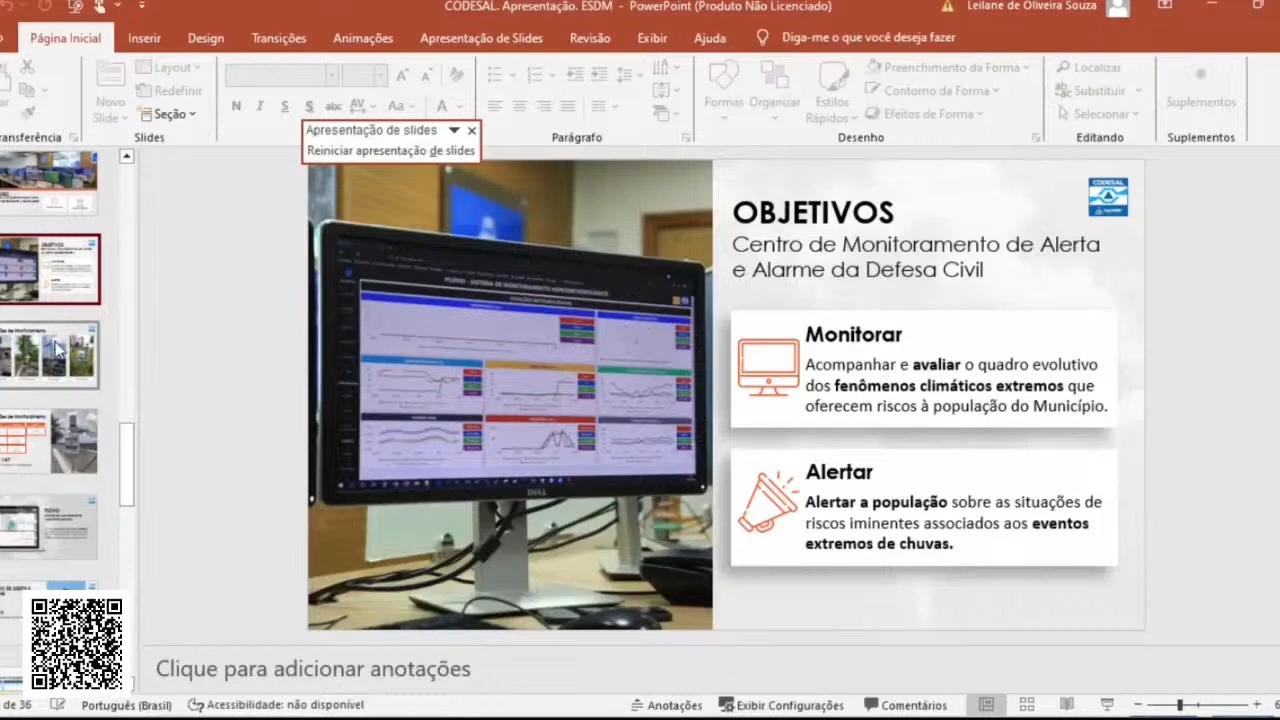 CODESAL. Apresentação. ESDM - PowerPoint (Produto Não Licenciado)
Leilane de Oliveira Souza
Página Inicial
Inserir
Design
Transições
Animações
Apresentação de Slides
Revisão
Exibir
Ajuda
Diga-me o que você deseja fazer
Layout
Redefinir
Seção
Novo
Slide
Slides
Parágrafo
Formas
Organizar
Estilos
Rápidos
Preenchimento da Forma
Contorno da Forma
Efeitos de Forma
Desenho
Localizar
Substituir
Selecionar
Editando
Suplementos
Suplementos
Apresentação de slides
Reiniciar apresentação de slides
CODESAL
OBJETIVOS
Centro de Monitoramento de Alerta
e Alarme da Defesa Civil
Monitorar
Acompanhar e avaliar o quadro evolutivo
dos fenômenos climáticos extremos que
oferecem riscos à população do Município.
Alertar
Alertar a população sobre as situações de
riscos iminentes associados aos eventos
extremos de chuvas.
DELL
Clique para adicionar anotações
de 36
Português (Brasil)
Acessibilidade: não disponível
Anotações
Exibir Configurações
Comentários